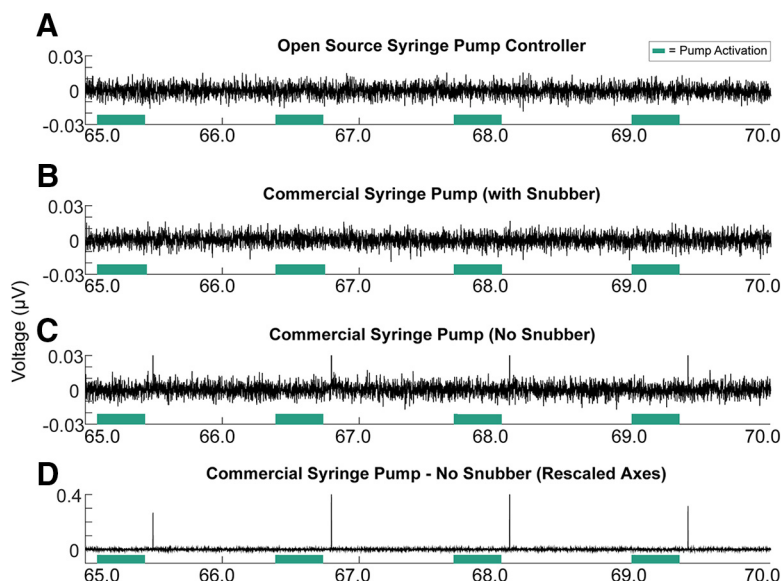 A
Open Source Syringe Pump Controller
= Pump Activation
0.03
0
-0.03
65.0 66.0 67.0 68.0 69.0 70.0
B
Commercial Syringe Pump (with Snubber)
0.03
0
-0.03
65.0 66.0 67.0 68.0 69.0 70.0
Voltage (µV)
C
Commercial Syringe Pump (No Snubber)
0.03
0
-0.03
65.0 66.0 67.0 68.0 69.0 70.0
D
Commercial Syringe Pump - No Snubber (Rescaled Axes)
0.4
0
65.0 66.0 67.0 68.0 69.0 70.0